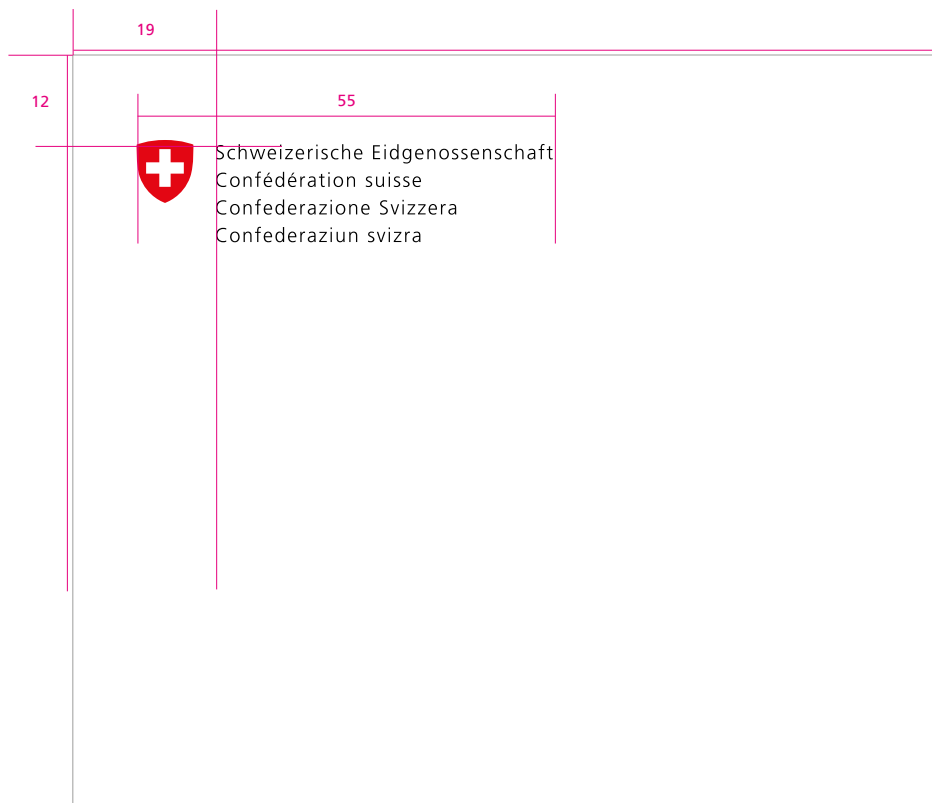 19
12
55
Schweizerische Eidgenossenschaft
Confédération suisse
Confederazione Svizzera
Confederaziun svizra